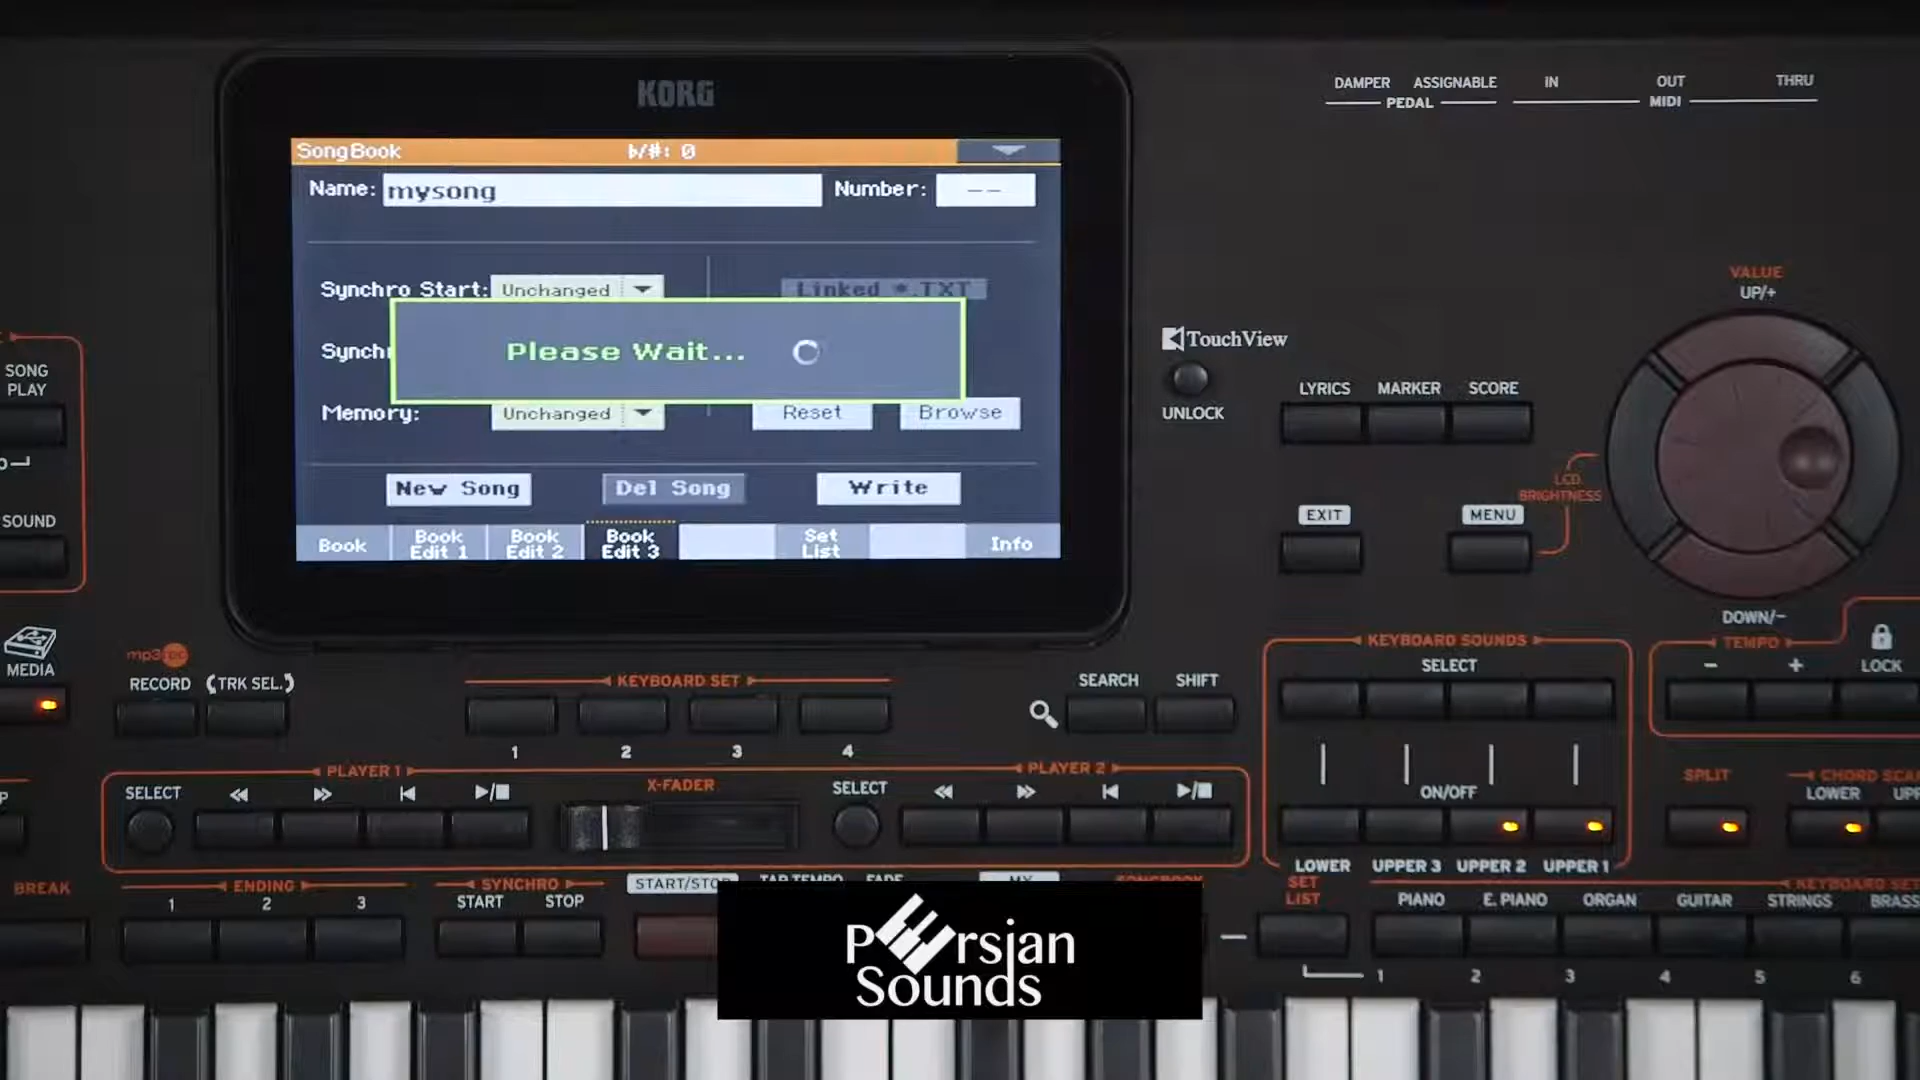 KORG
SongBook
♭/#: 0
Name: mysong
Number: --
Synchro Start: Unchanged
Linked *.TXT
Please Wait...
Memory: Unchanged
Reset
Browse
New Song
Del Song
Write
Book
Book Edit 1
Book Edit 2
Book Edit 3
Set List
Info
DAMPER
ASSIGNABLE
PEDAL
IN
OUT
THRU
MIDI
TouchView
UNLOCK
LYRICS
MARKER
SCORE
EXIT
MENU
LCD
BRIGHTNESS
VALUE
UP/+
DOWN/-
SONG
PLAY
SOUND
MEDIA
mp3
RECORD
TRK SEL.
KEYBOARD SET
1
2
3
4
SEARCH
SHIFT
KEYBOARD SOUNDS
SELECT
ON/OFF
LOWER
UPPER 3
UPPER 2
UPPER 1
TEMPO
-
+
LOCK
SPLIT
LOWER
PLAYER 1
SELECT
X-FADER
PLAYER 2
SELECT
BREAK
ENDING
1
2
3
SYNCHRO
START
STOP
SET
LIST
PIANO
E. PIANO
ORGAN
GUITAR
STRINGS
1
2
3
4
5
6
Persian
Sounds